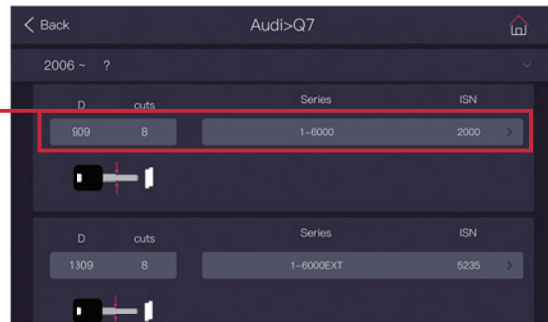 Back Audi>Q7
2006 ~ ?
D cuts Series ISN
909 8 1-6000 2000 >
D cuts Series ISN
1309 8 1-6000EXT 5235 >